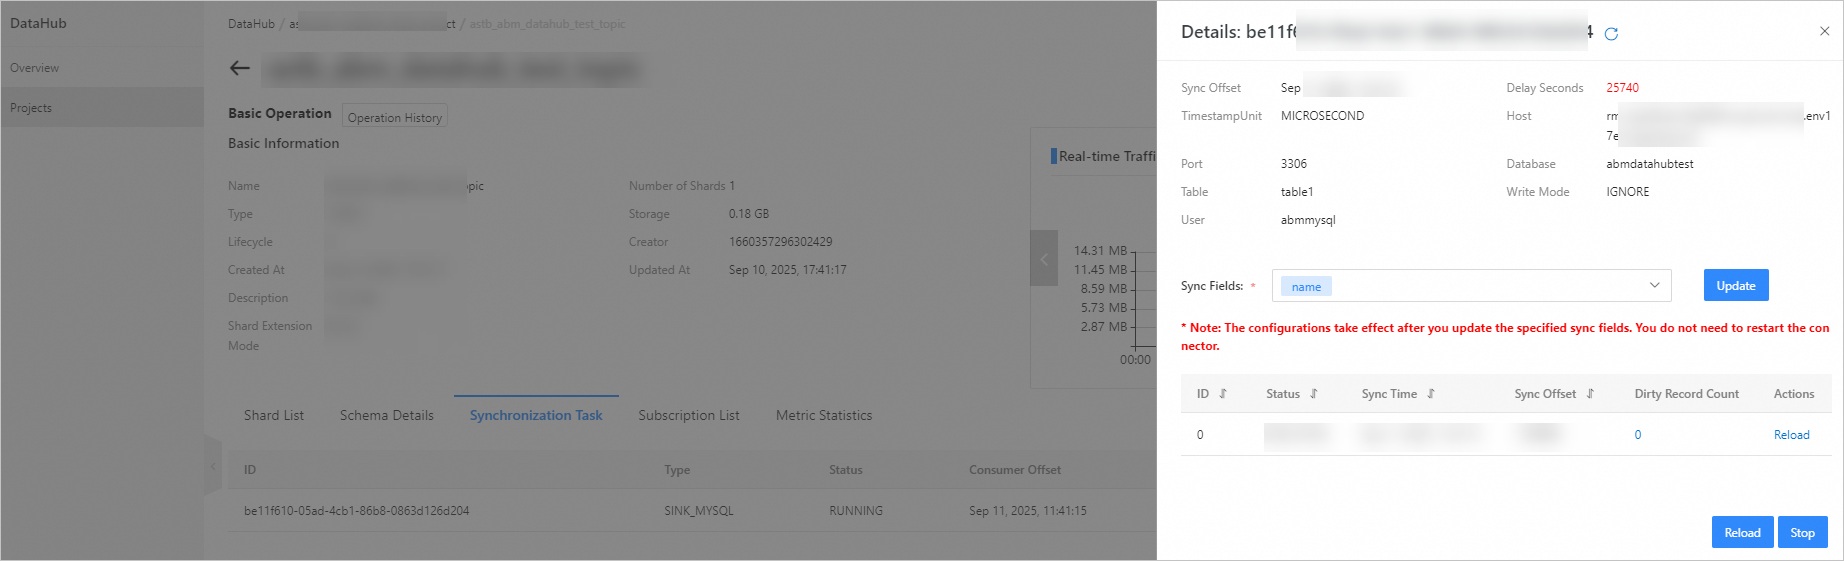 DataHub
Overview
Projects
DataHub / as ct / astb_abm_datahub_test_topic
Basic Operation Operation History
Basic Information
Name opic
Type
Lifecycle
Created At
Description
Shard Extension
Mode
Number of Shards 1
Storage 0.18 GB
Creator 1660357296302429
Updated At Sep 10, 2025, 17:41:17
Real-time Traffi
14.31 MB
11.45 MB
8.59 MB
5.73 MB
2.87 MB
00:00
Shard List Schema Details Synchronization Task Subscription List Metric Statistics
ID Type Status Consumer Offset
be11f610-05ad-4cb1-86b8-0863d126d204 SINK_MYSQL RUNNING Sep 11, 2025, 11:41:15
Details: be11f6 4
Sync Offset Sep Delay Seconds 25740
TimestampUnit MICROSECOND Host rm .env1
7e
Port 3306 Database abmdatahubtest
Table table1 Write Mode IGNORE
User abmmysql
Sync Fields: * name Update
* Note: The configurations take effect after you update the specified sync fields. You do not need to restart the con
nector.
ID Status Sync Time Sync Offset Dirty Record Count Actions
0 0 Reload
Reload Stop